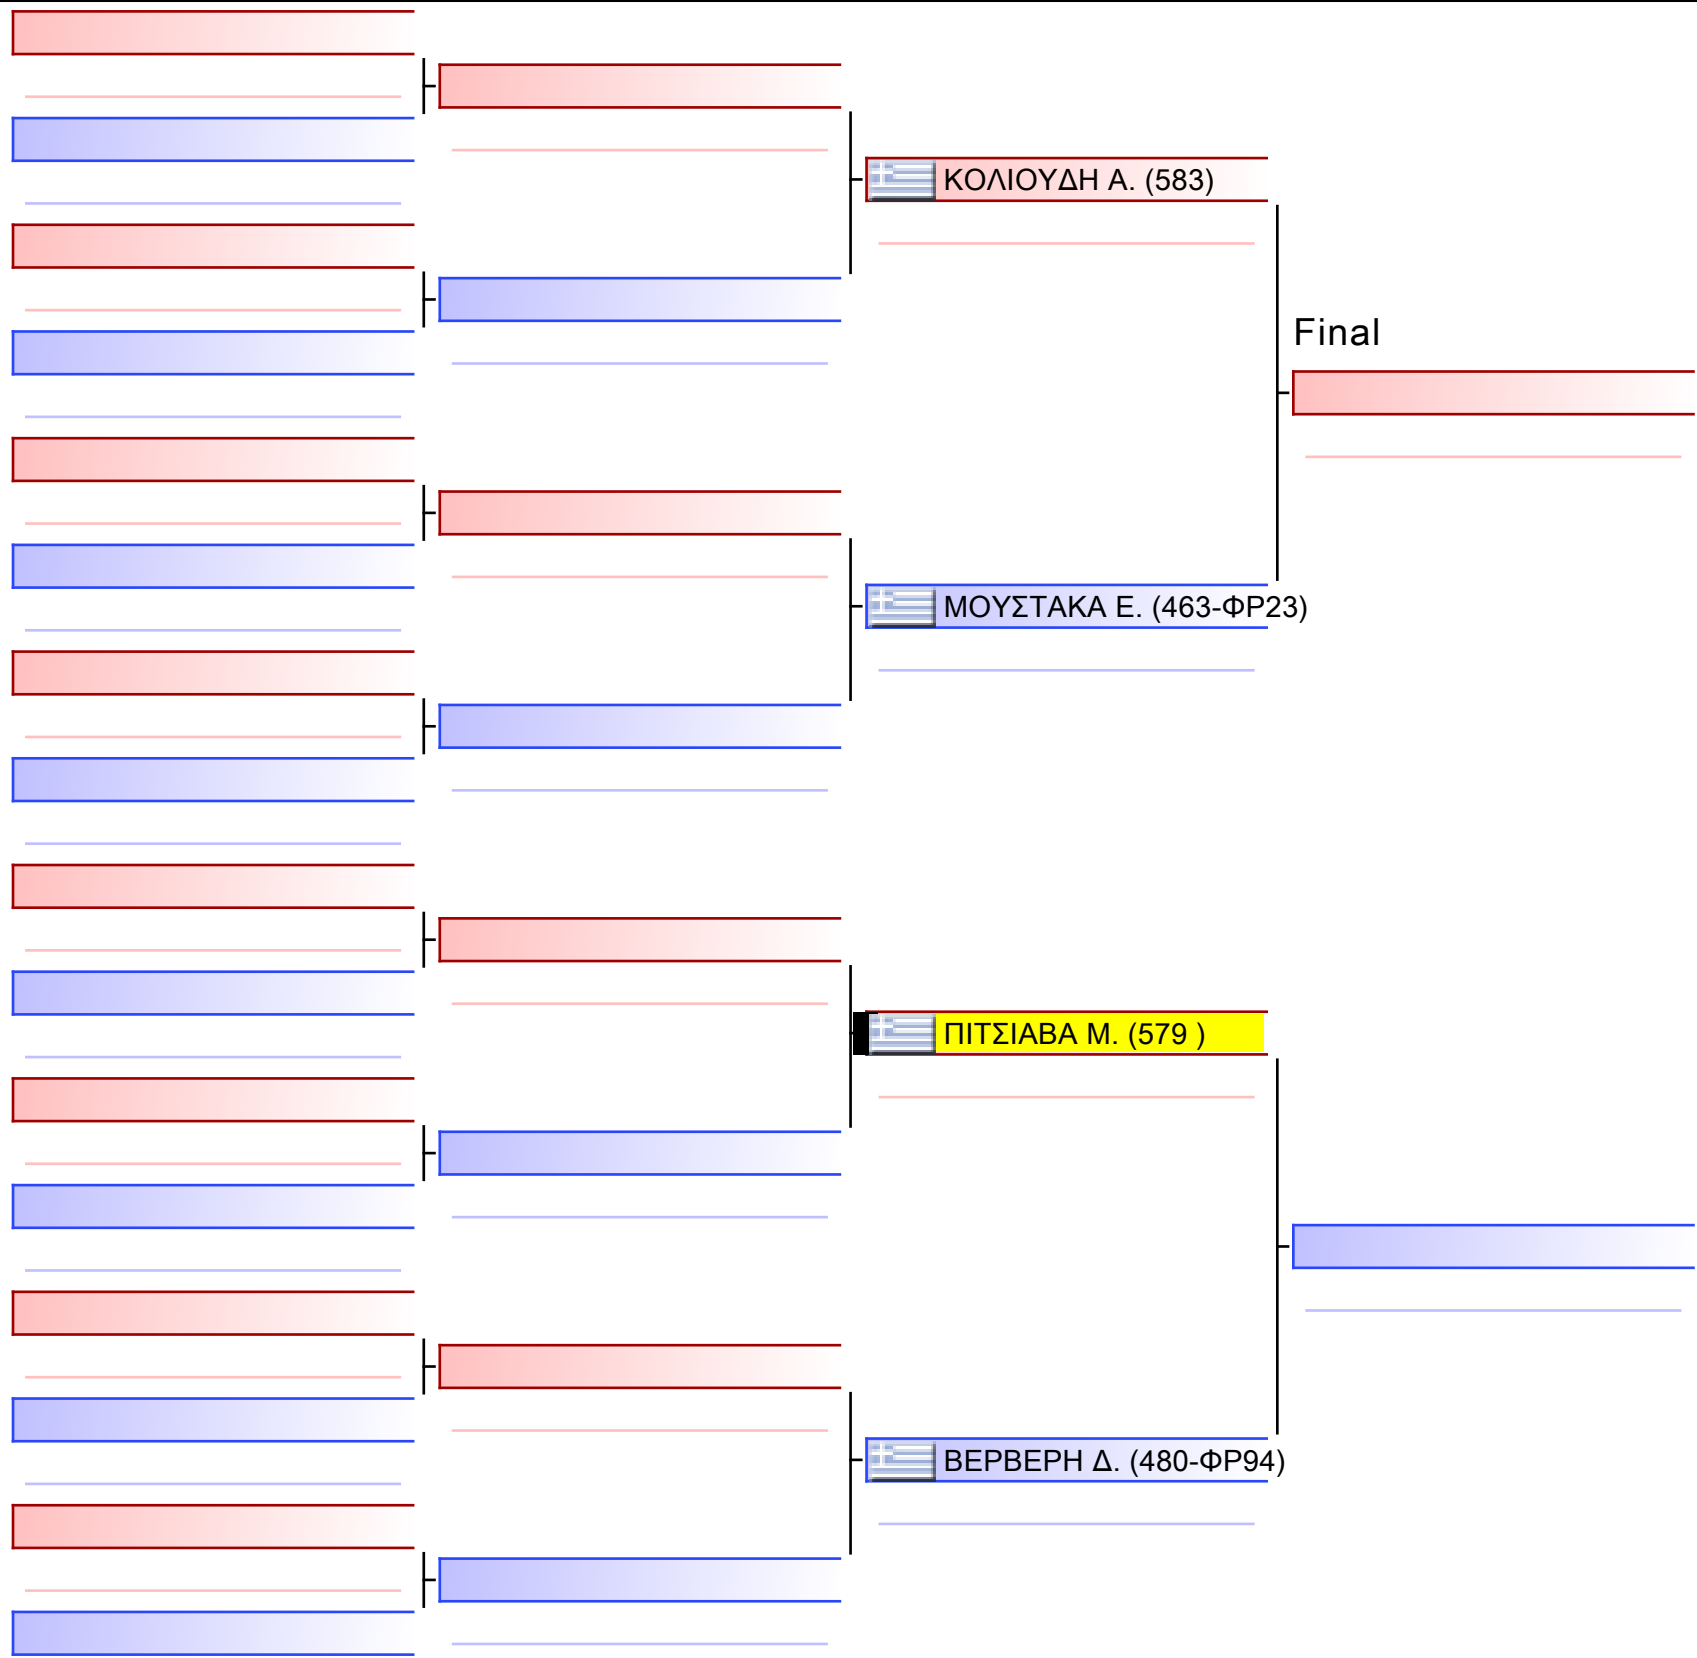 ΚΟΛΙΟΥΔΗ Α. (583)
Final
ΜΟΥΣΤΑΚΑ Ε. (463-ΦΡ23)
ΠΙΤΣΙΑΒΑ Μ. (579 )
ΒΕΡΒΕΡΗ Δ. (480-ΦΡ94)